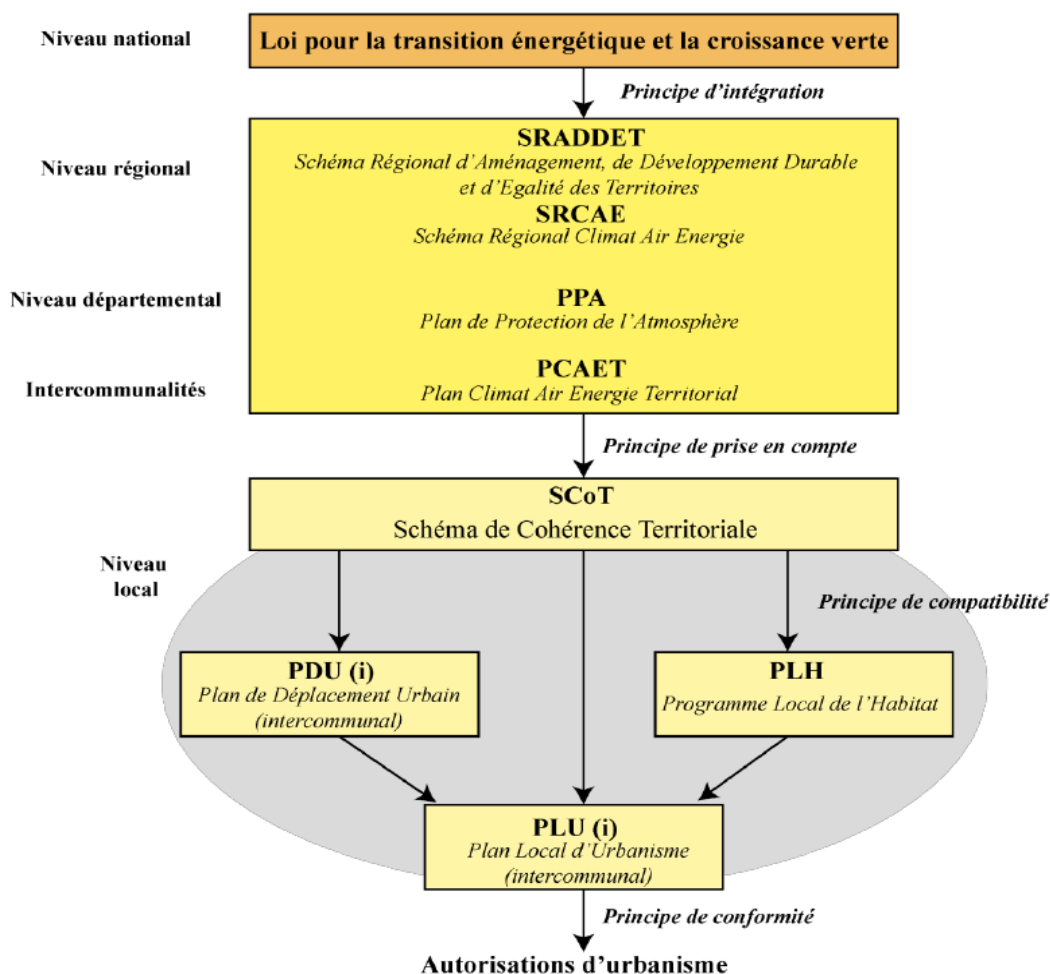 Niveau national
Loi pour la transition énergétique et la croissance verte
Principe d'intégration
Niveau régional
SRADDET
Schéma Régional d'Aménagement, de Développement Durable
et d'Egalité des Territoires
SRCAE
Schéma Régional Climat Air Energie
Niveau départemental
PPA
Plan de Protection de l'Atmosphère
Intercommunalités
PCAET
Plan Climat Air Energie Territorial
Principe de prise en compte
SCoT
Schéma de Cohérence Territoriale
Niveau
local
Principe de compatibilité
PDU (i)
Plan de Déplacement Urbain
(intercommunal)
PLH
Programme Local de l'Habitat
PLU (i)
Plan Local d'Urbanisme
(intercommunal)
Principe de conformité
Autorisations d'urbanisme